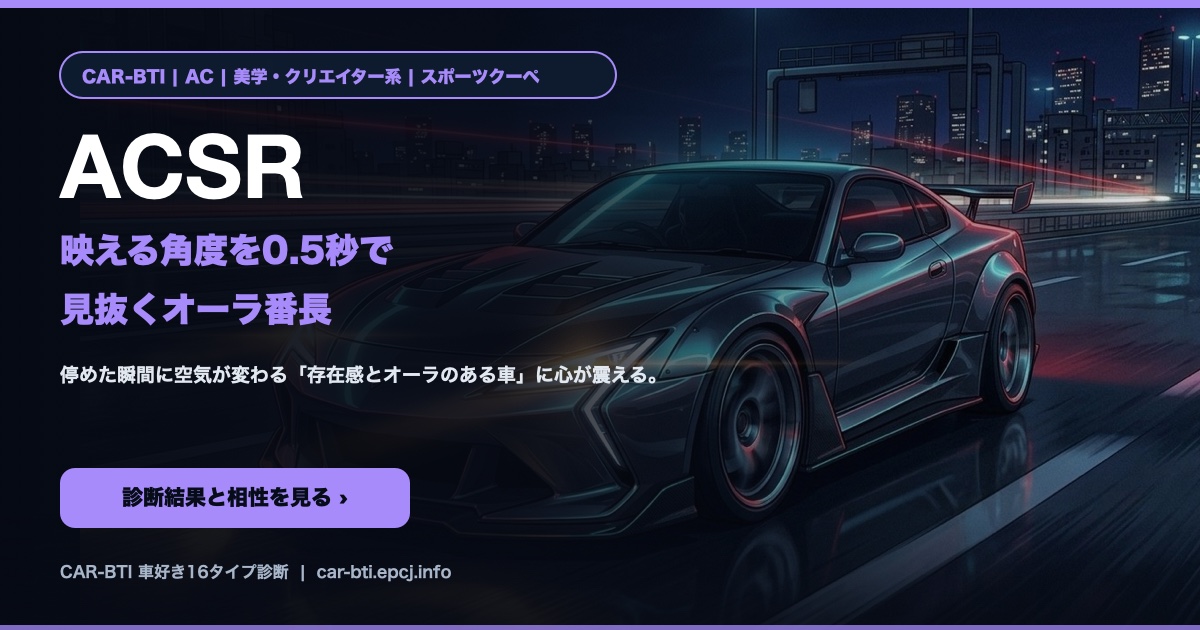 CAR-BTI | AC | 美学・クリエイター系 | スポーツクーペ
ACSR
映える角度を0.5秒で
見抜くオーラ番長
停めた瞬間に空気が変わる「存在感とオーラのある車」に心が震える。
診断結果と相性を見る ›
CAR-BTI 車好き16タイプ診断 | car-bti.epcj.info